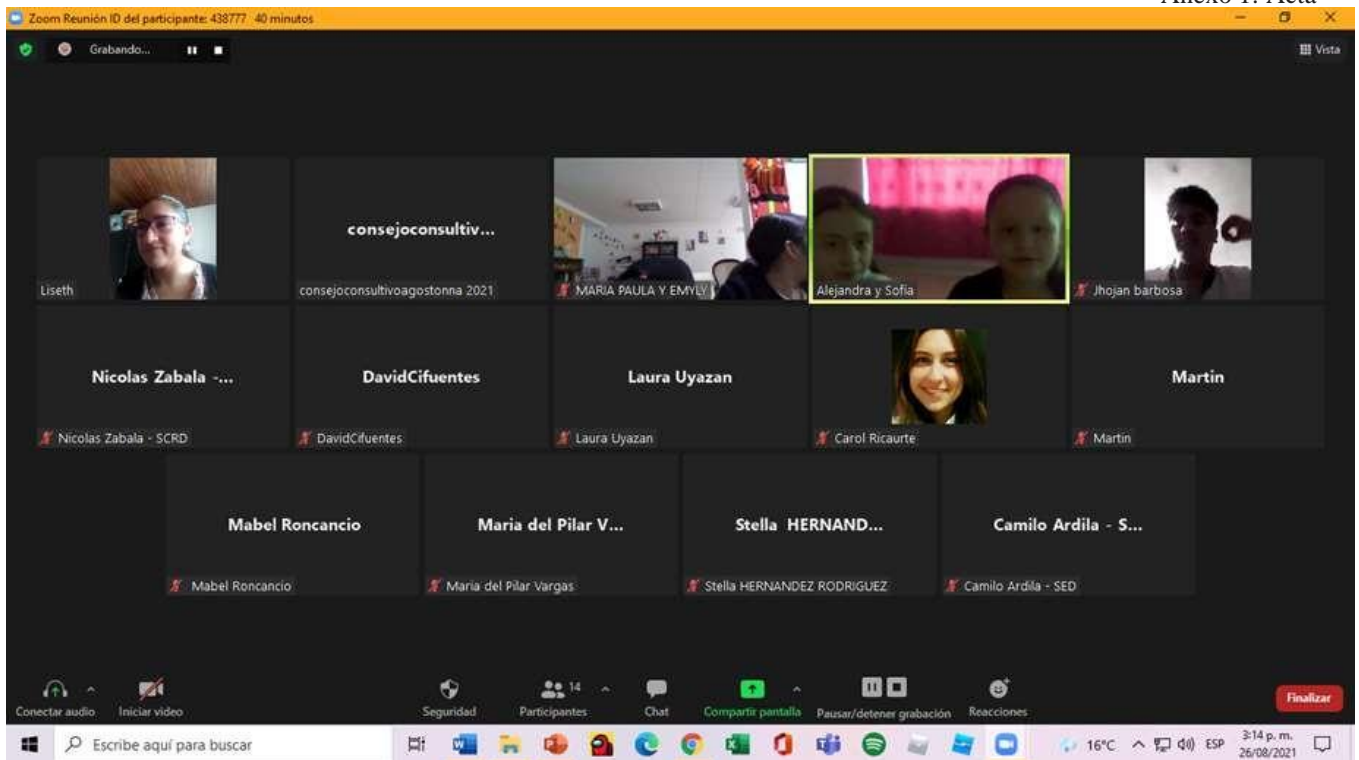 Anexo 1. Acta
Zoom Reunión ID del participante: 438777 40 minutos
Grabando...
Vista
Liseth
consejoconsultiv...
consejoconsultivoagostonna 2021
MARIA PAULA Y EMYLY
Alejandra y Sofía
Jhojan barbosa
Nicolas Zabala -...
Nicolas Zabala - SCRD
DavidCifuentes
DavidCifuentes
Laura Uyazan
Laura Uyazan
Carol Ricaurte
Martin
Martin
Mabel Roncancio
Mabel Roncancio
Maria del Pilar V...
Maria del Pilar Vargas
Stella HERNAND...
Stella HERNANDEZ RODRIGUEZ
Camilo Ardila - S...
Camilo Ardila - SED
Conectar audio
Iniciar video
Seguridad
14
Participantes
Chat
Compartir pantalla
Pausar/detener grabación
Reacciones
Finalizar
Escribe aquí para buscar
16°C
ESP
3:14 p. m.
26/08/2021